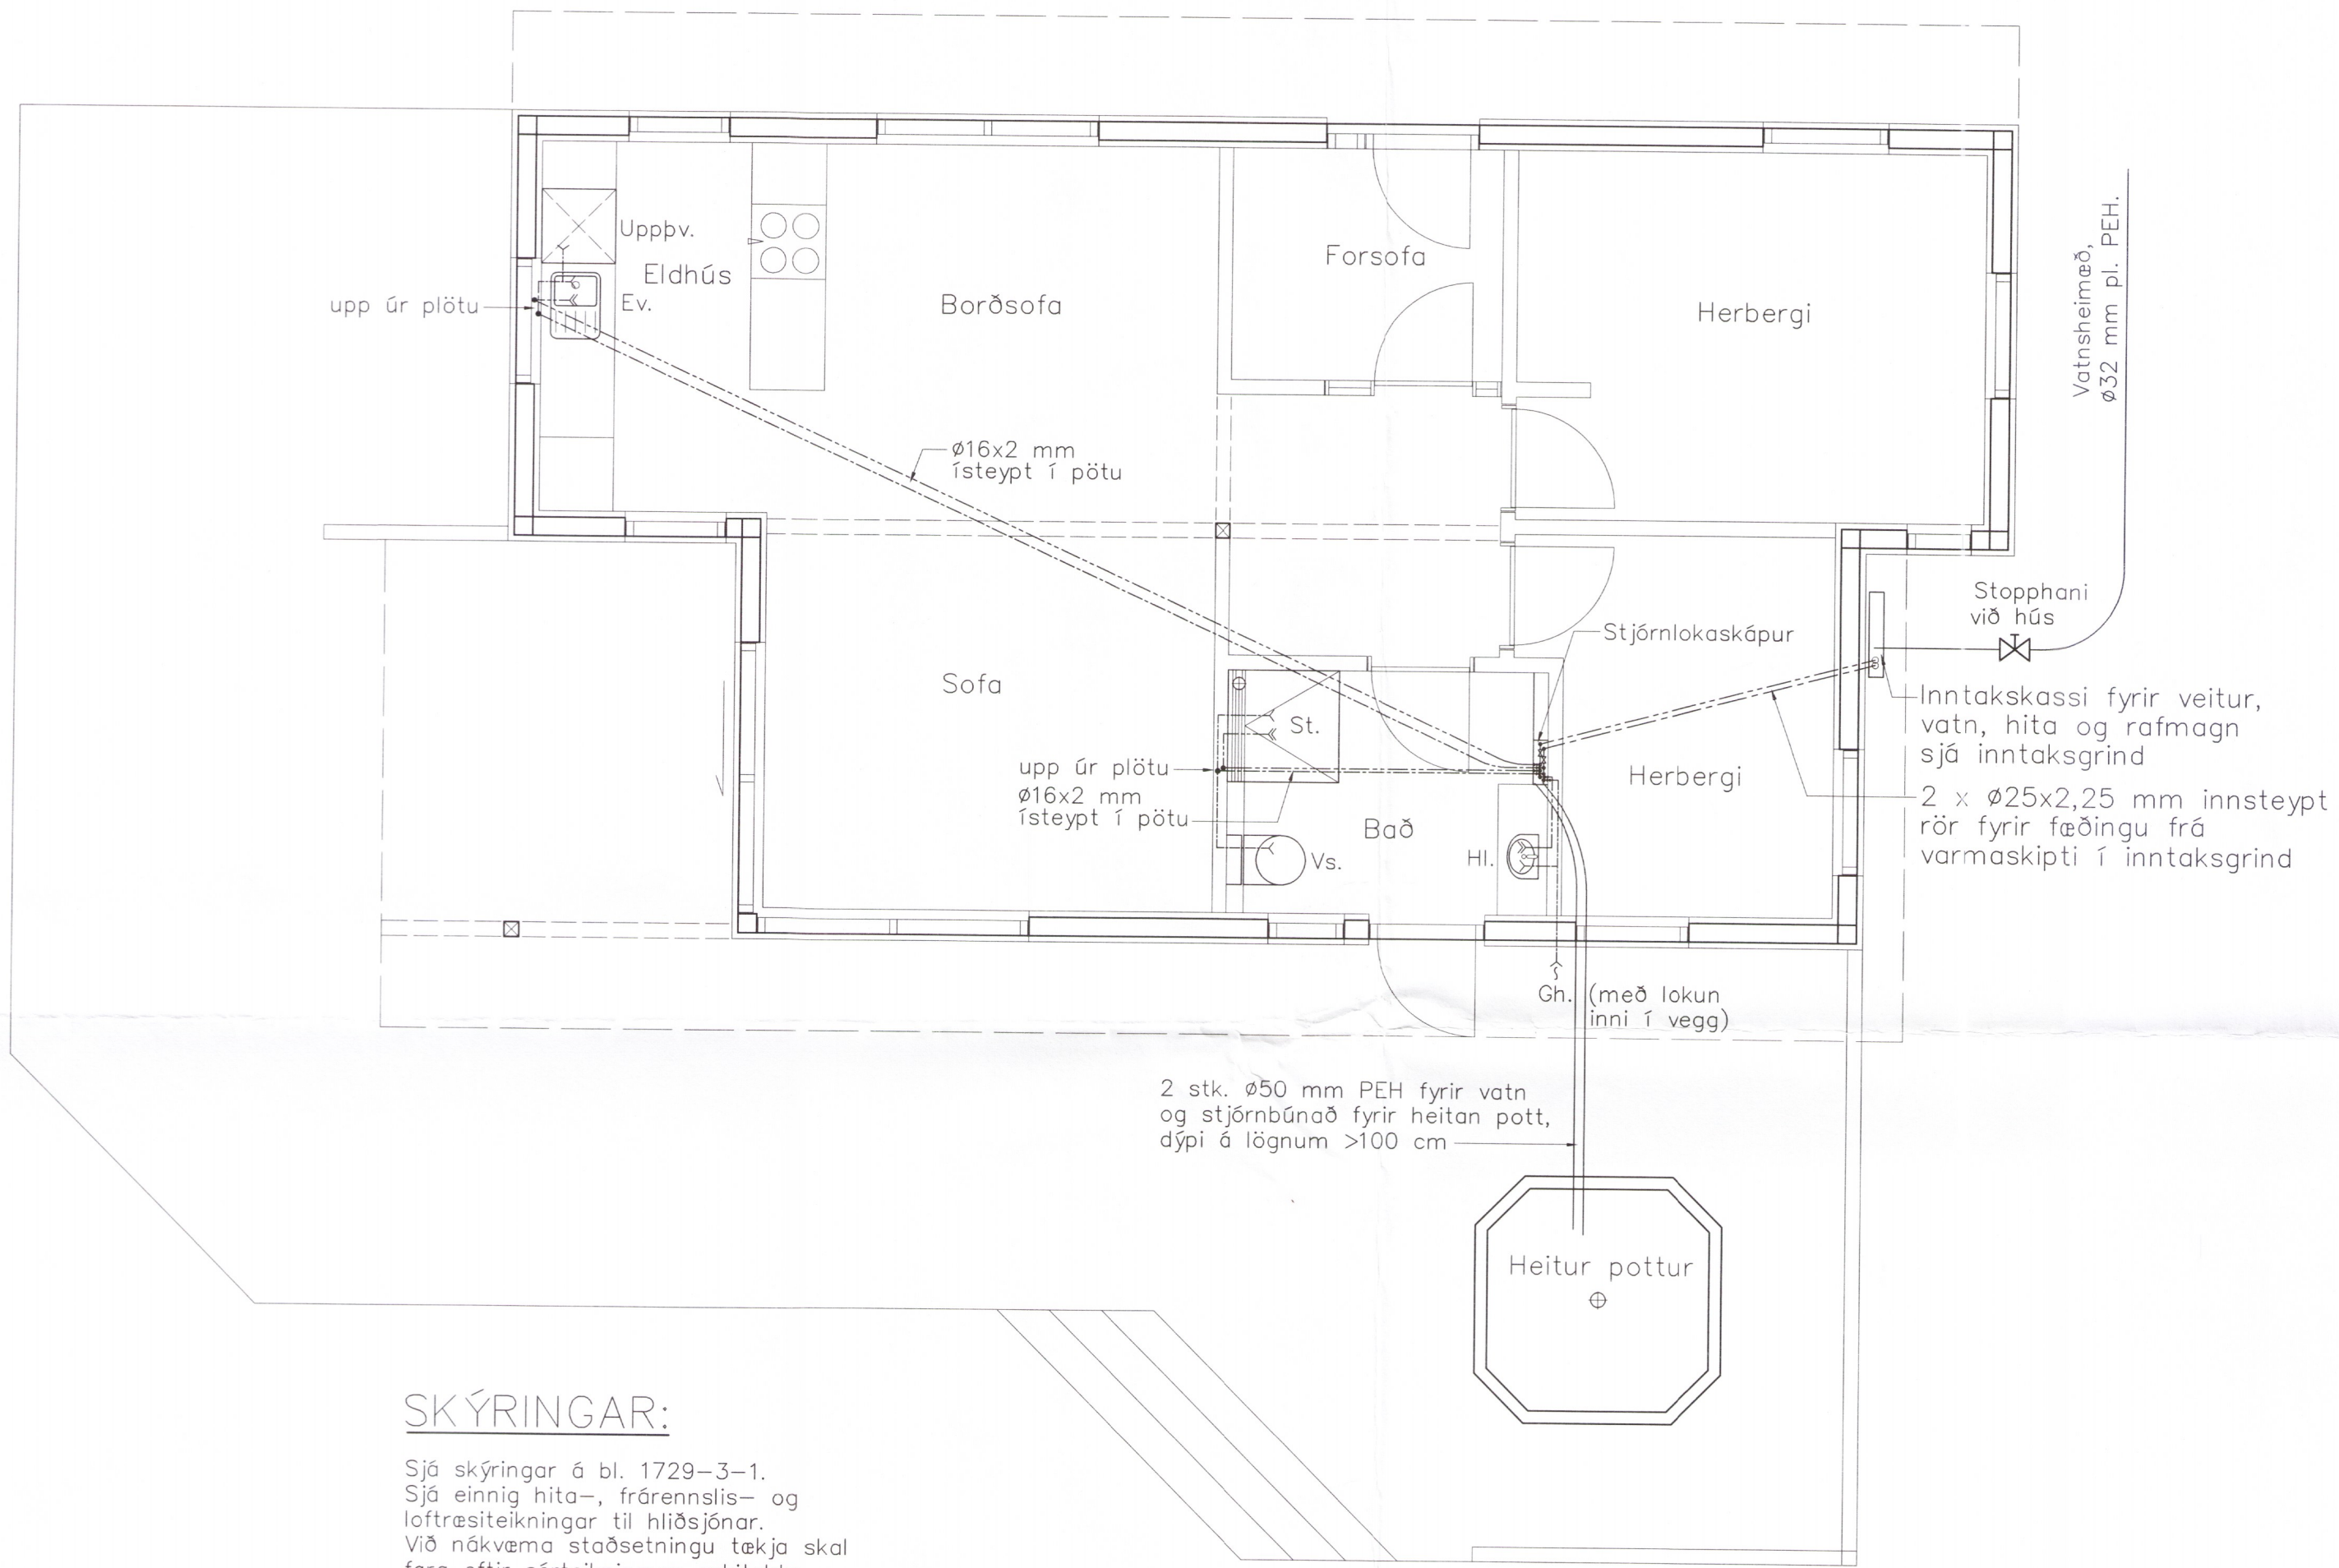 Uppþv.
Eldhús
Ev.
upp úr plötu
Borðsofa
Forsofa
Herbergi
Vatnsheimæð,
ø32 mm pl. PEH.
ø16x2 mm
ísteypt í pötu
Stopphani
við hús
Stjórnlokaskápur
Sofa
St.
Inntakskassi fyrir veitur,
vatn, hita og rafmagn
sjá inntaksgrind
upp úr plötu
ø16x2 mm
ísteypt í pötu
Herbergi
2 x ø25x2,25 mm innsteypt
rör fyrir fæðingu frá
varmaskipti í inntaksgrind
Bað
Hl.
Vs.
Gh. (með lokun
inni í vegg)
2 stk. ø50 mm PEH fyrir vatn
og stjórnbúnað fyrir heitan pott,
dýpi á lögnum >100 cm
Heitur pottur
SKÝRINGAR:
Sjá skýringar á bl. 1729-3-1.
Sjá einnig hita-, frárennslis- og
loftræsiteikningar til hliðsjónar.
Við nákvæma staðsetningu tækja skal